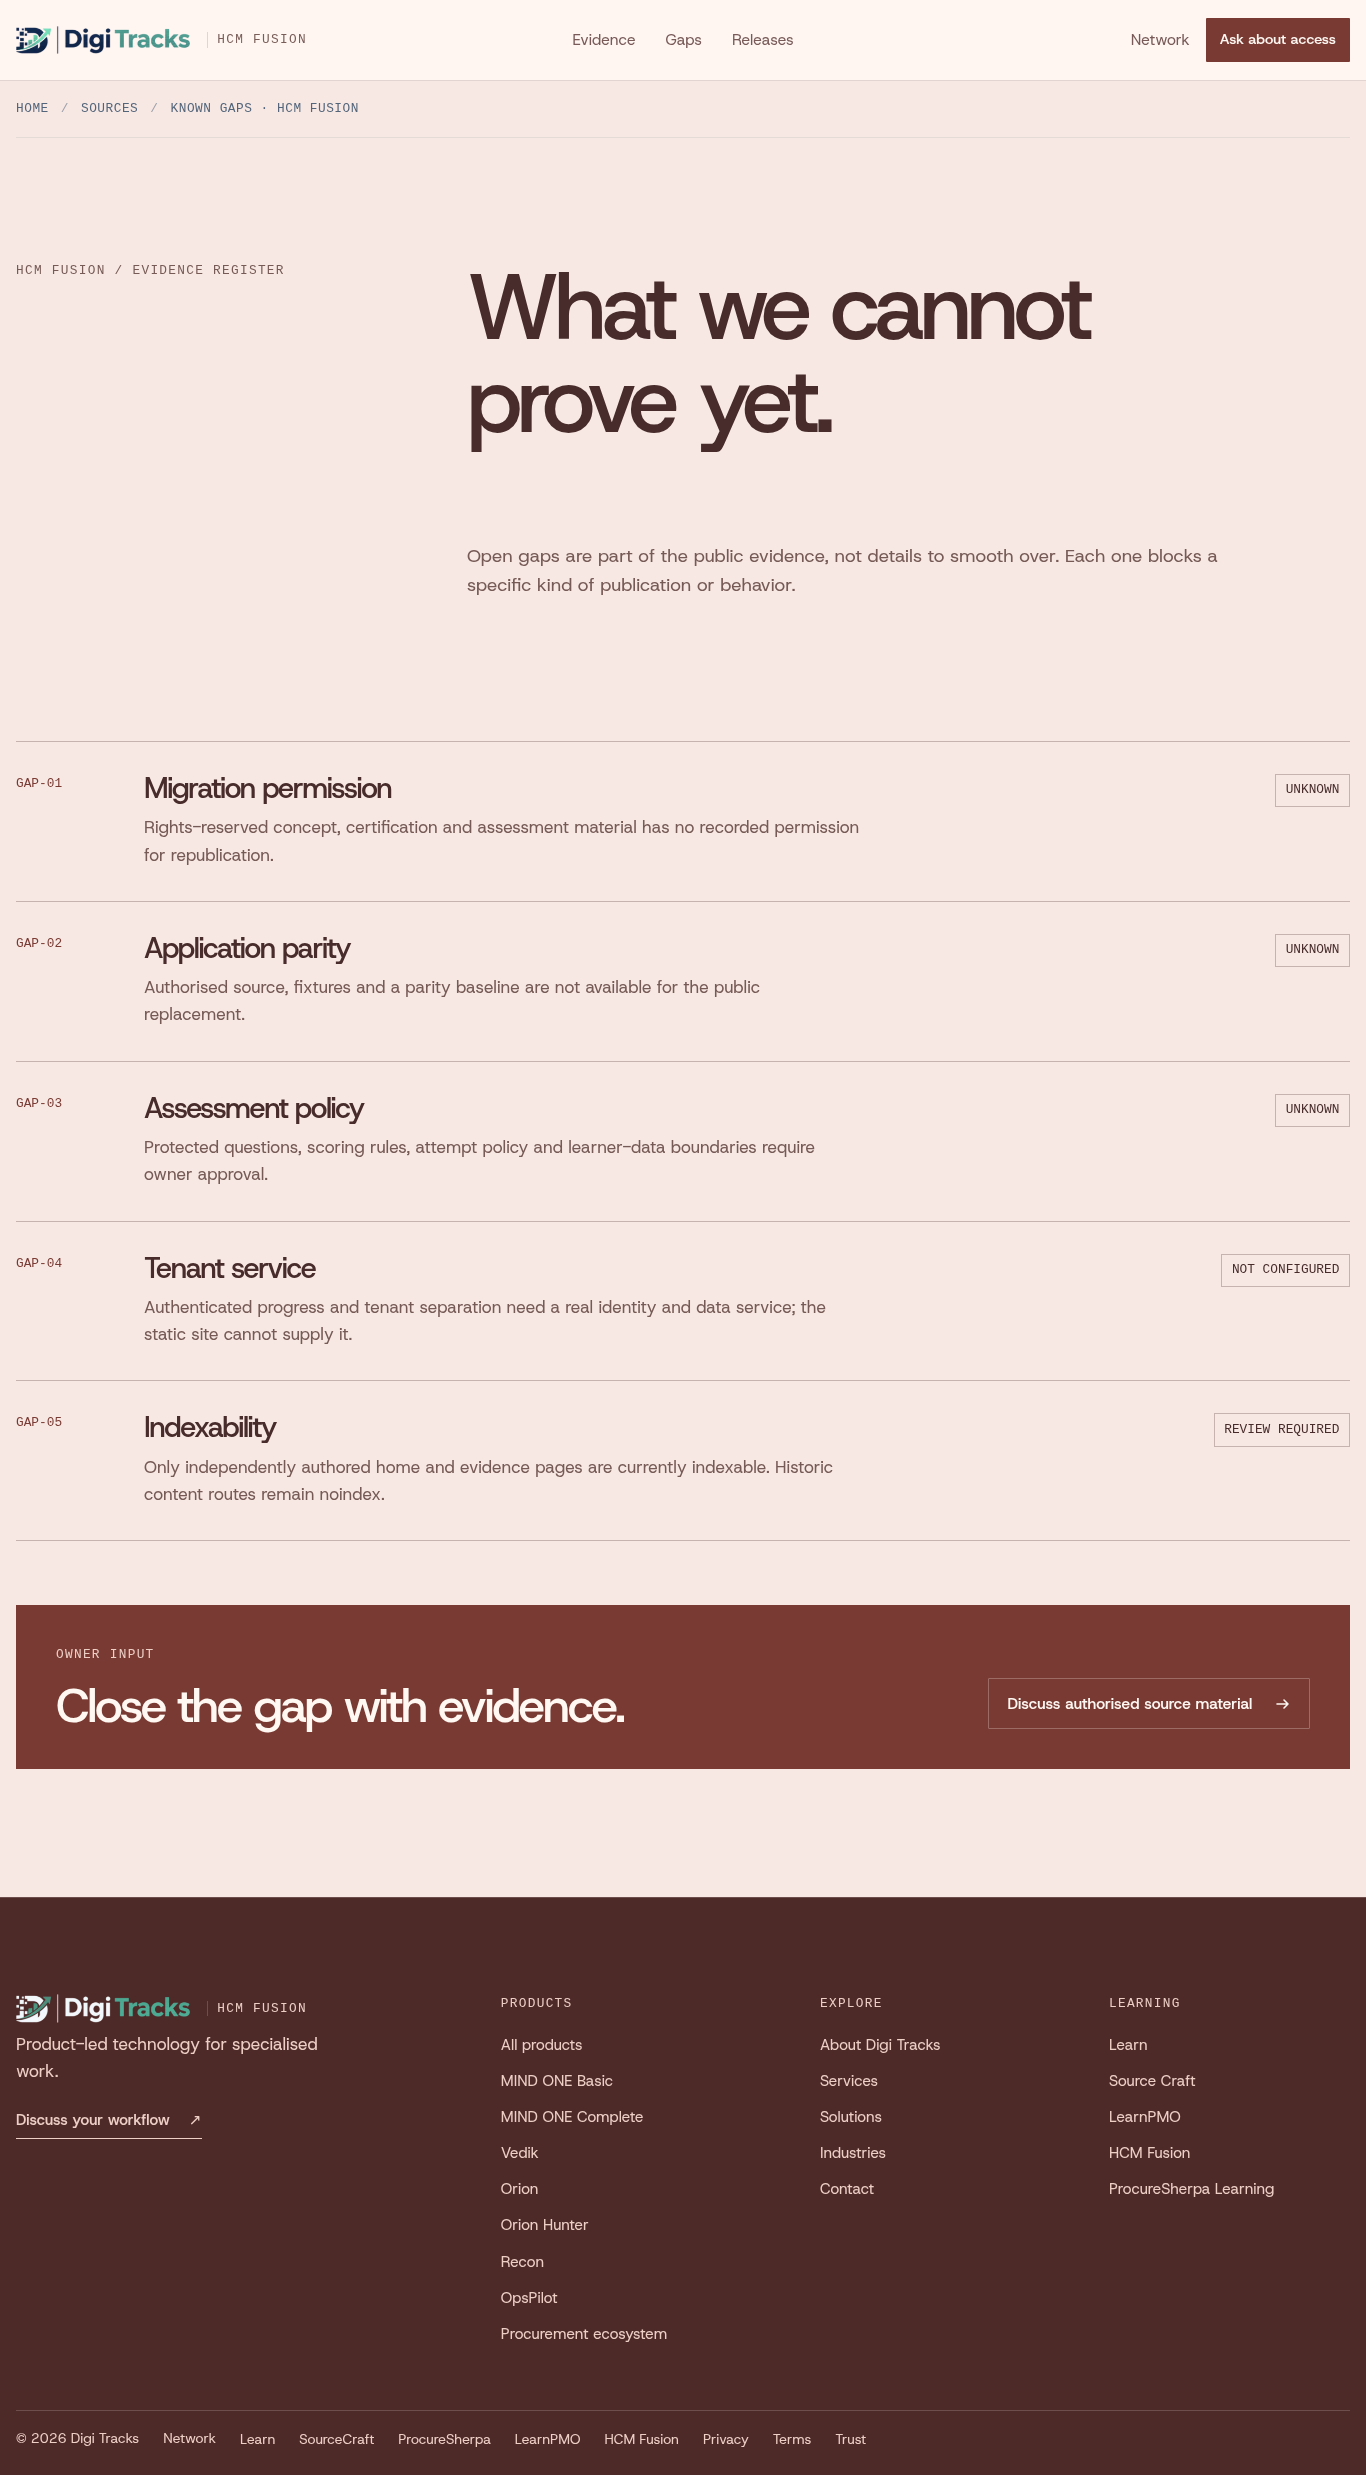 Digi Tracks
HCM FUSION
Evidence
Gaps
Releases
Network
Ask about access
HOME / SOURCES / KNOWN GAPS · HCM FUSION
HCM FUSION / EVIDENCE REGISTER
What we cannot
prove yet.
Open gaps are part of the public evidence, not details to smooth over. Each one blocks a
specific kind of publication or behavior.
GAP-01
Migration permission
UNKNOWN
Rights-reserved concept, certification and assessment material has no recorded permission
for republication.
GAP-02
Application parity
UNKNOWN
Authorised source, fixtures and a parity baseline are not available for the public
replacement.
GAP-03
Assessment policy
UNKNOWN
Protected questions, scoring rules, attempt policy and learner-data boundaries require
owner approval.
GAP-04
Tenant service
NOT CONFIGURED
Authenticated progress and tenant separation need a real identity and data service; the
static site cannot supply it.
GAP-05
Indexability
REVIEW REQUIRED
Only independently authored home and evidence pages are currently indexable. Historic
content routes remain noindex.
OWNER INPUT
Close the gap with evidence.
Discuss authorised source material →
Digi Tracks
HCM FUSION
Product-led technology for specialised
work.
Discuss your workflow ↗
PRODUCTS
All products
MIND ONE Basic
MIND ONE Complete
Vedik
Orion
Orion Hunter
Recon
OpsPilot
Procurement ecosystem
EXPLORE
About Digi Tracks
Services
Solutions
Industries
Contact
LEARNING
Learn
Source Craft
LearnPMO
HCM Fusion
ProcureSherpa Learning
© 2026 Digi Tracks
Network
Learn
SourceCraft
ProcureSherpa
LearnPMO
HCM Fusion
Privacy
Terms
Trust